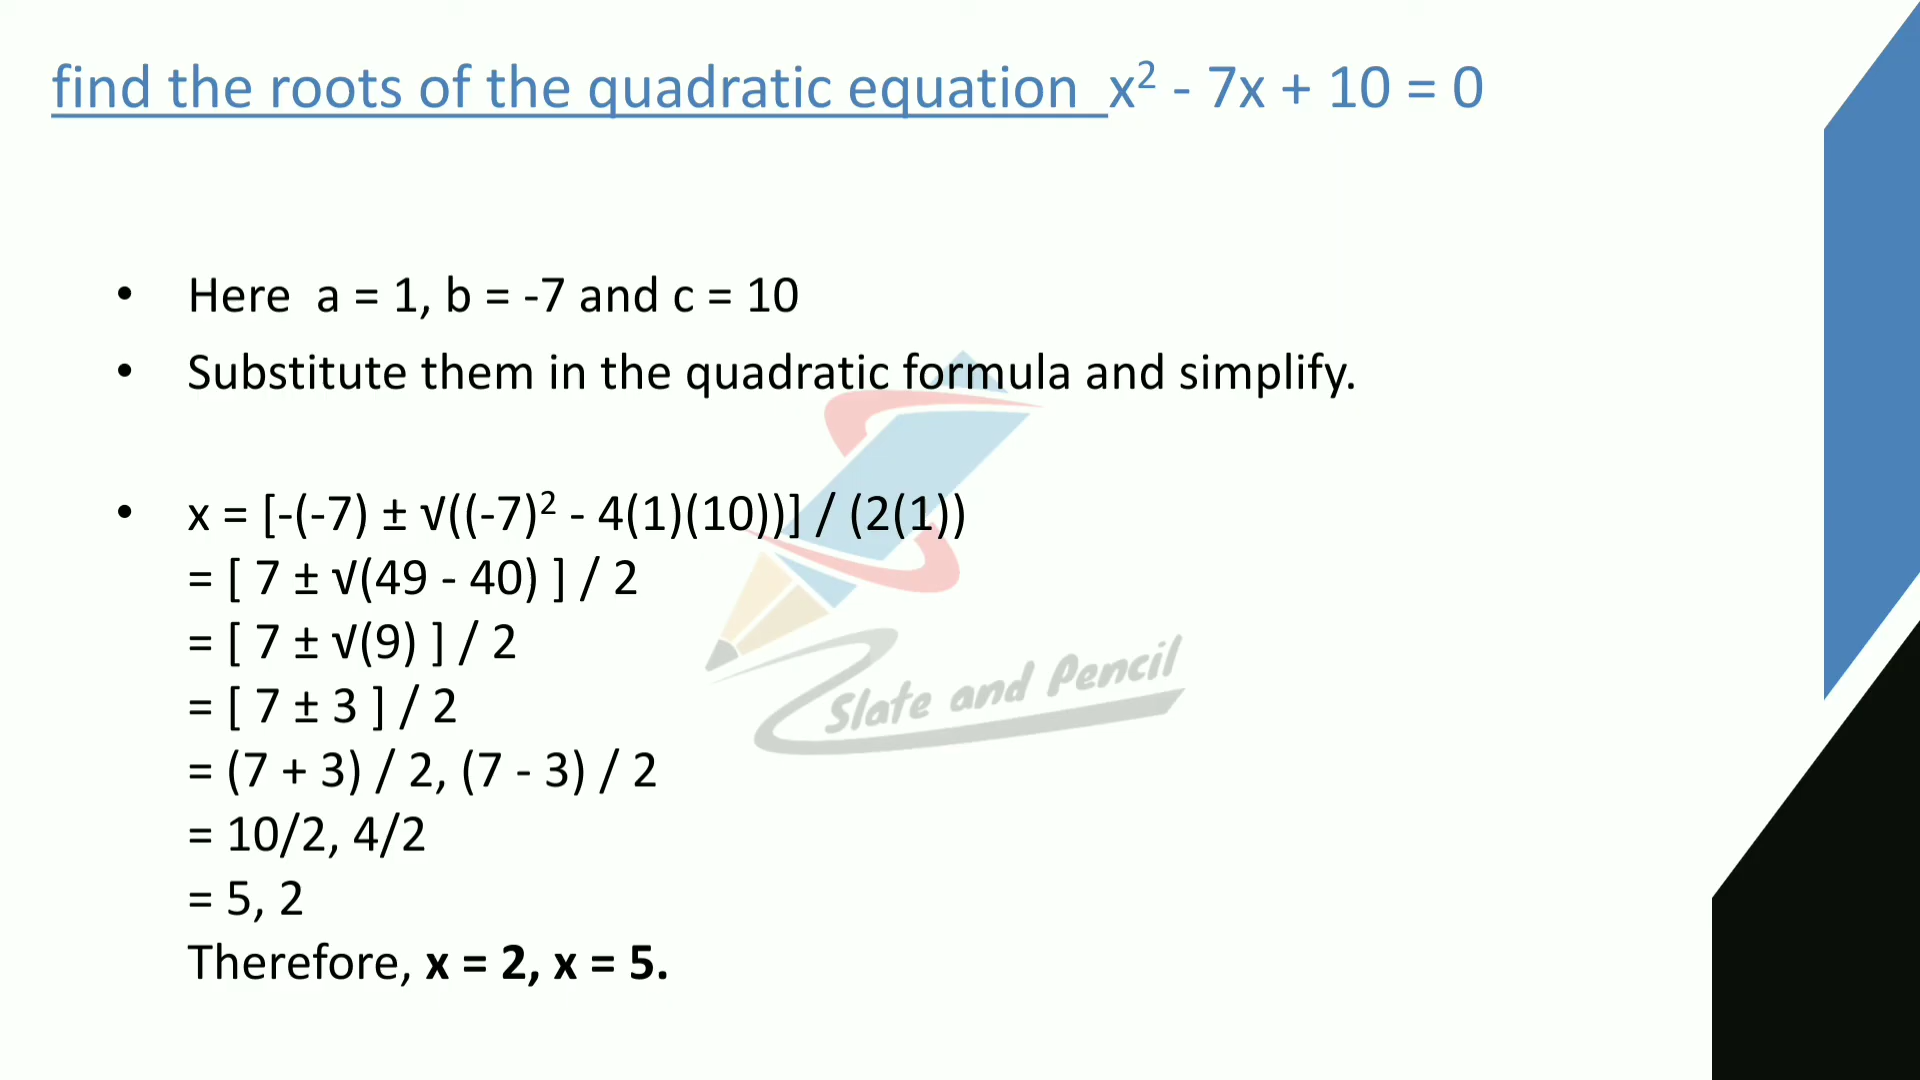 find the roots of the quadratic equation  x² - 7x + 10 = 0
• Here  a = 1, b = -7 and c = 10
• Substitute them in the quadratic formula and simplify.
• x = [-(-7) ± √((-7)² - 4(1)(10))] / (2(1))
= [ 7 ± √(49 - 40) ] / 2
= [ 7 ± √(9) ] / 2
= [ 7 ± 3 ] / 2
= (7 + 3) / 2, (7 - 3) / 2
= 10/2, 4/2
= 5, 2
Therefore, x = 2, x = 5.
Slate and Pencil